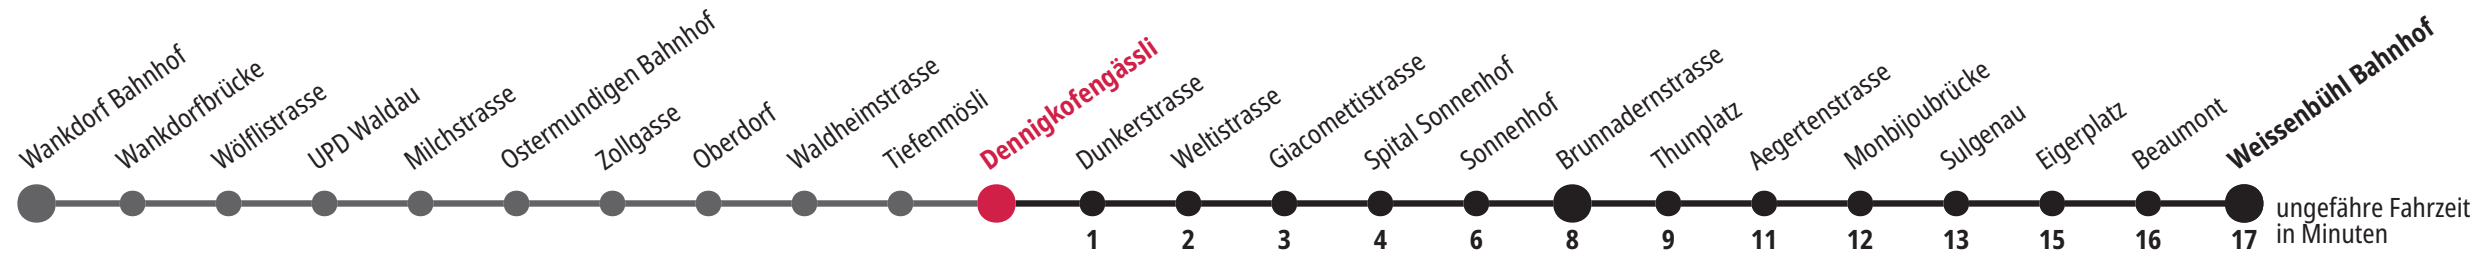 Wankdorf Bahnhof
Wankdorfbrücke
Wölflistrasse
UPD Waldau
Milchstrasse
Ostermundigen Bahnhof
Zollgasse
Oberdorf
Waldheimstrasse
Tiefenmösli
Dennigkofengässli
Dunkerstrasse
Weltistrasse
Giacomettistrasse
Spital Sonnenhof
Sonnenhof
Brunnadernstrasse
Thunplatz
Aegertenstrasse
Monbijoubrücke
Sulgenau
Eigerplatz
Beaumont
Weissenbühl Bahnhof
1 2 3 4 6 8 9 11 12 13 15 16 17
ungefähre Fahrzeit
in Minuten